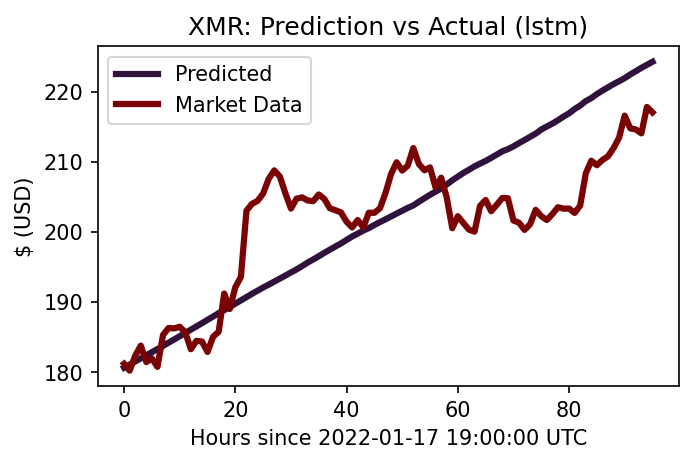 XMR: Prediction vs Actual (lstm)
Predicted
Market Data
$ (USD)
220
210
200
190
180
0 20 40 60 80
Hours since 2022-01-17 19:00:00 UTC